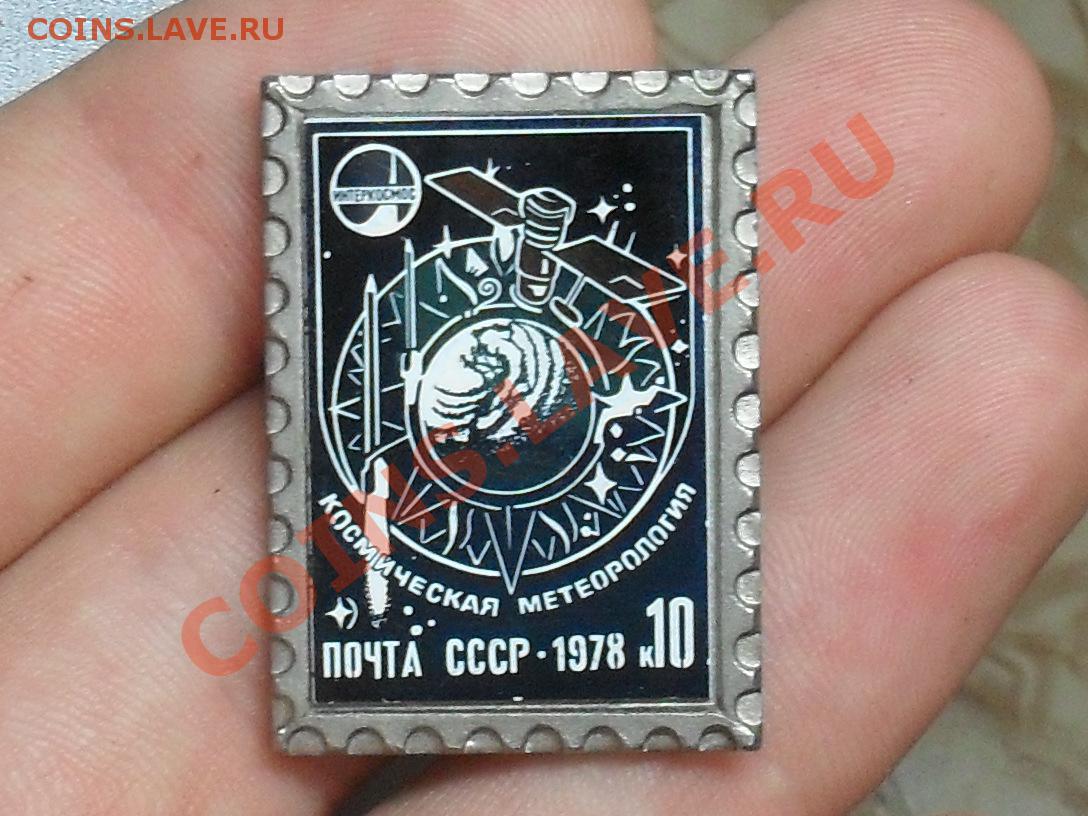 COINS.LAVE.RU
ИНТЕРКОСМОС
COINS.LAVE.RU
КОСМИЧЕСКАЯ МЕТЕОРОЛОГИЯ
ПОЧТА СССР·1978 к10